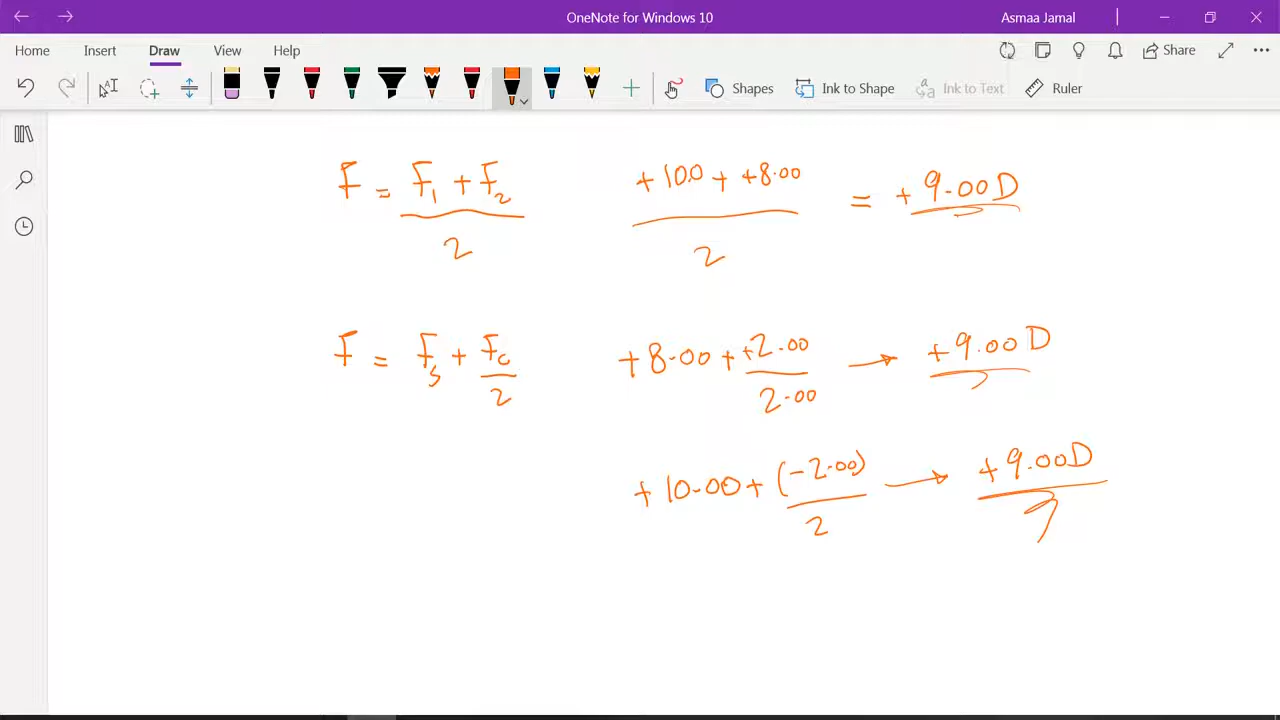 OneNote for Windows 10
Asmaa Jamal
Home Insert Draw View Help
Share
Shapes Ink to Shape Ink to Text Ruler
F = F₁ + F₂ / 2   +10.0 + +8.00 / 2   = +9.00D
F = Fs + Fc / 2   +8.00 + +2.00 / 2.00 → +9.00D
+10.00 + (-2.00) / 2 → +9.00D